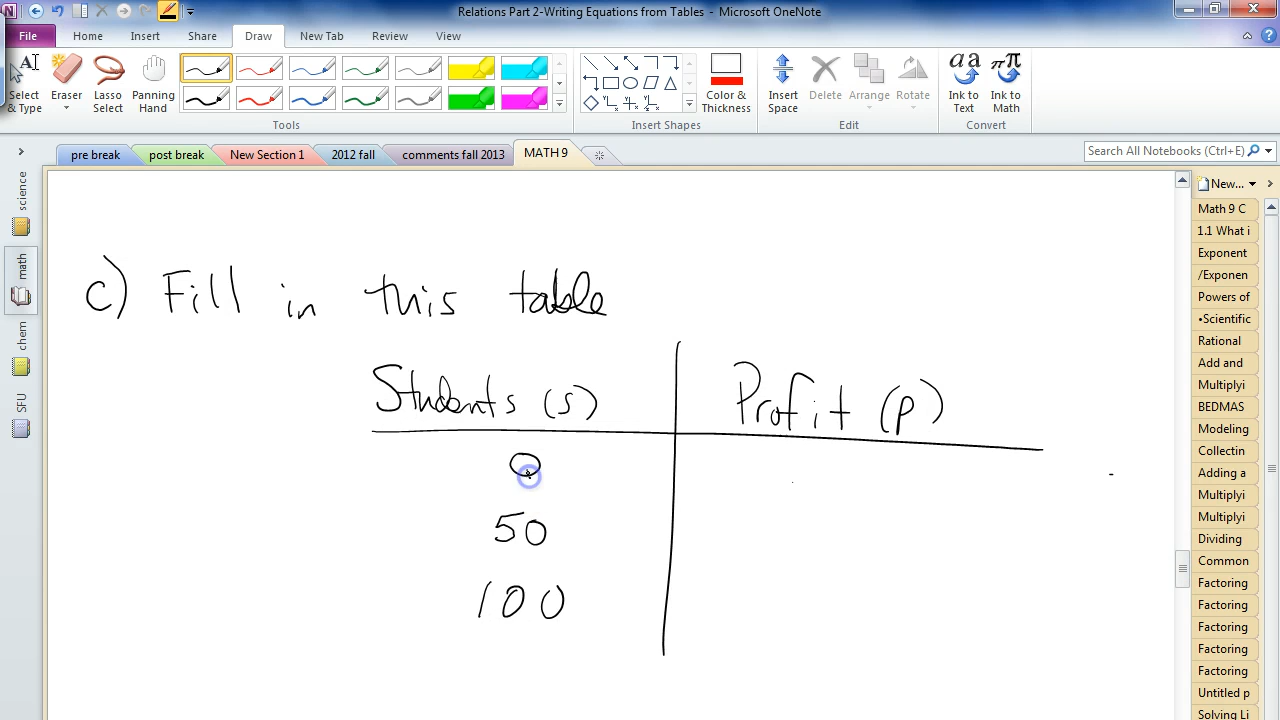 Relations Part 2-Writing Equations from Tables - Microsoft OneNote
File Home Insert Share Draw New Tab Review View
Select & Type
Eraser
Lasso Select
Panning Hand
Color & Thickness
Insert Space
Delete
Arrange
Rotate
Ink to Text
Ink to Math
Tools
Insert Shapes
Edit
Convert
pre break
post break
New Section 1
2012 fall
comments fall 2013
MATH 9
Search All Notebooks (Ctrl+E)
science
math
chem
SFU
c) Fill in this table
Students (s) Profit (p)
0
50
100
New...
Math 9 C
1.1 What i
Exponent
/Exponen
Powers of
•Scientific
Rational
Add and
Multiplyi
BEDMAS
Modeling
Collectin
Adding a
Multiplyi
Multiplyi
Dividing
Common
Factoring
Factoring
Factoring
Factoring
Factoring
Untitled p
Solving Li